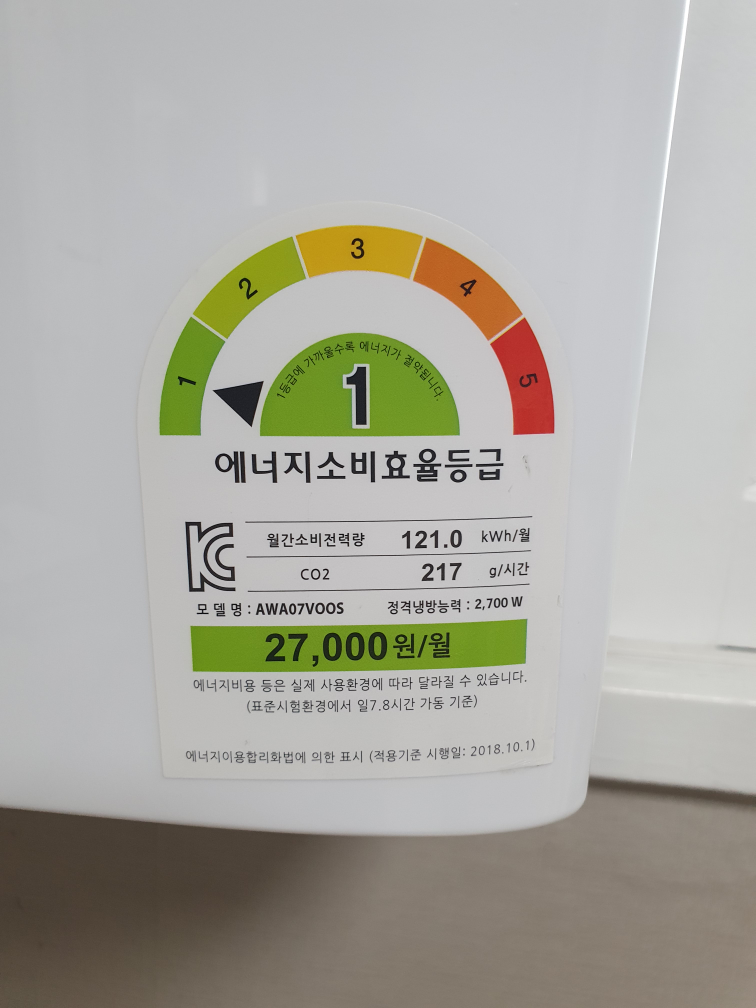 1
2
3
4
5
1등급에 가까울수록 에너지가 절약됩니다.
1
에너지소비효율등급
월간소비전력량 121.0 kWh/월
CO2 217 g/시간
모 델 명 : AWA07VOOS 정격냉방능력 : 2,700 W
27,000원/월
에너지비용 등은 실제 사용환경에 따라 달라질 수 있습니다.
(표준시험환경에서 일7.8시간 가동 기준)
에너지이용합리화법에 의한 표시 (적용기준 시행일: 2018.10.1)